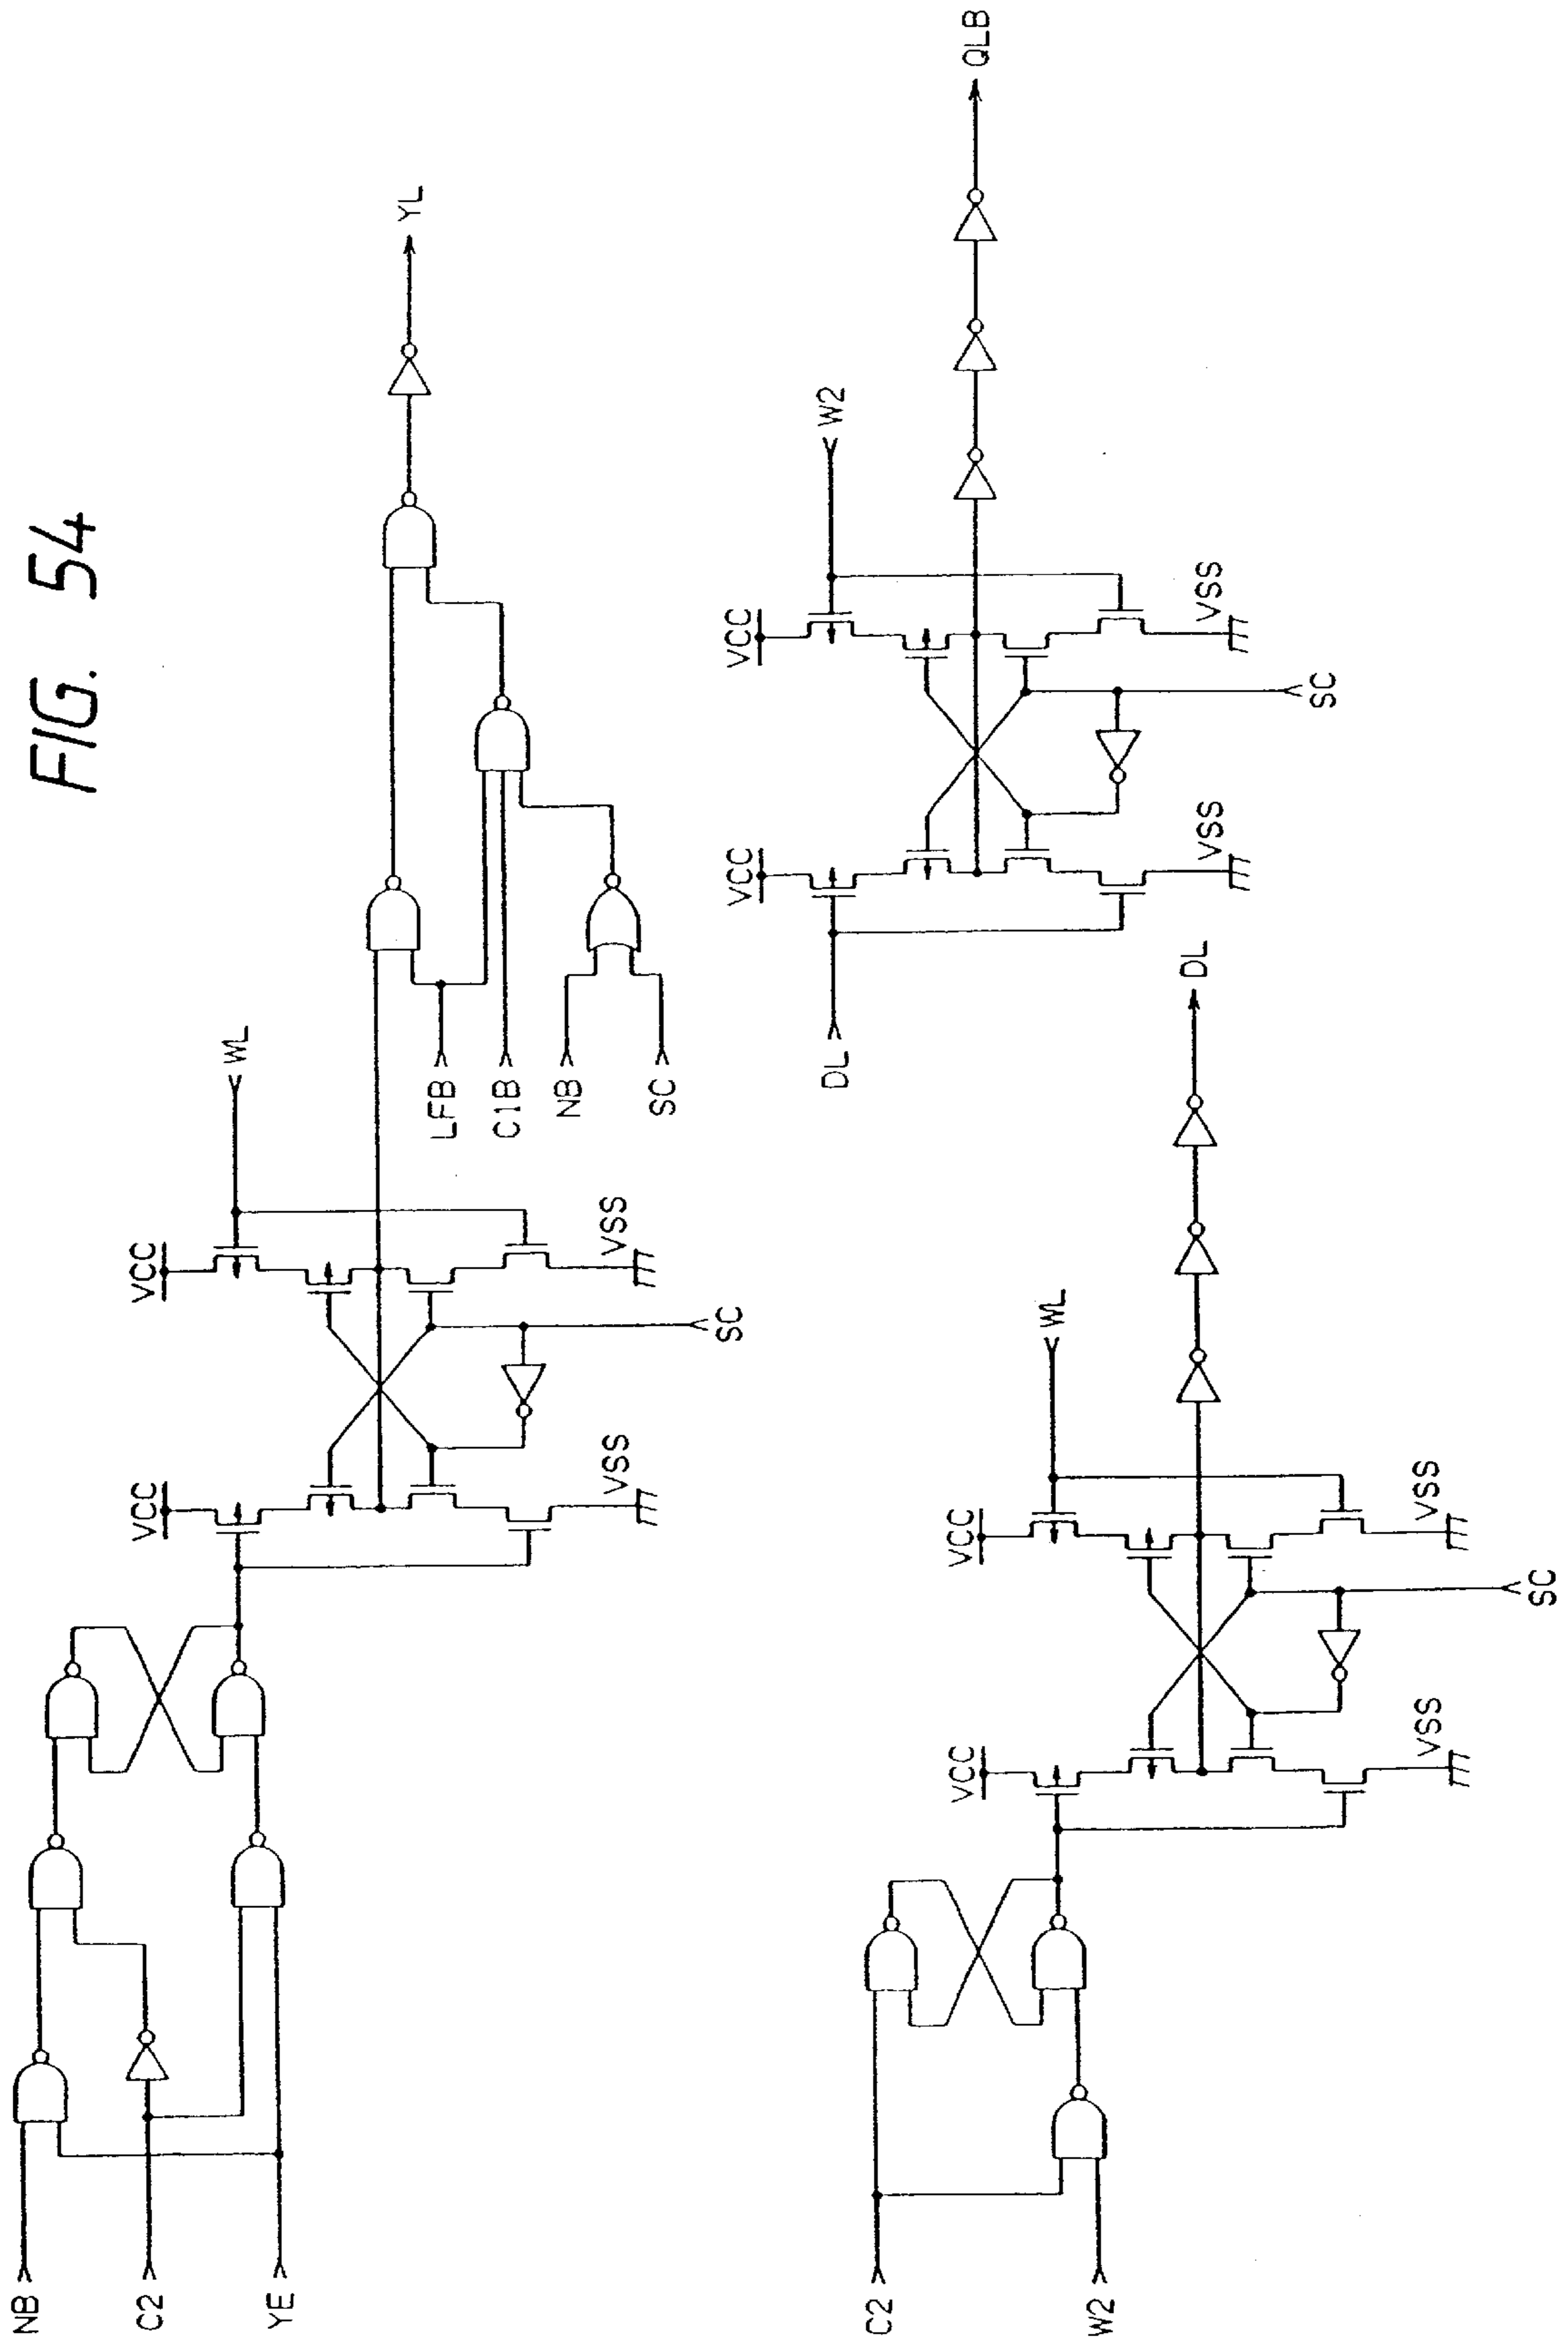 FIG. 54
NB
C2
YE
VCC
VCC
WL
VSS
VSS
SC
LFB
C1B
NB
SC
YL
C2
W2
VCC
VCC
WL
VSS
VSS
SC
DL
DL
VCC
VCC
W2
VSS
VSS
SC
QLB